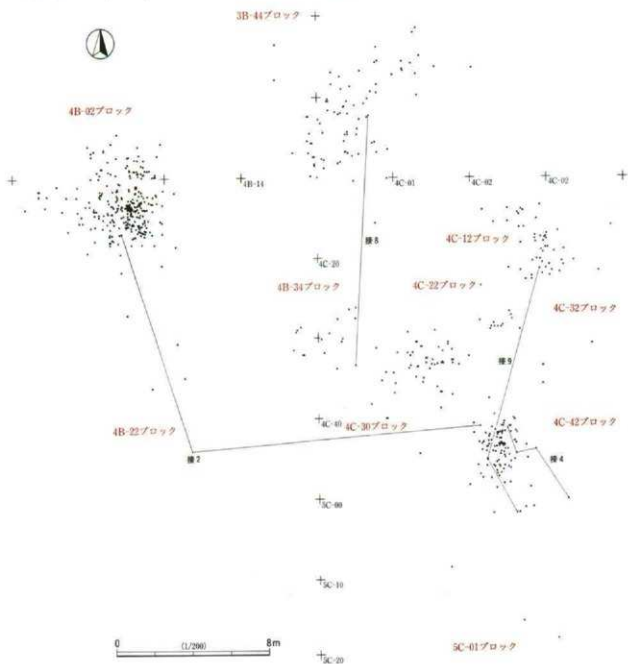 3B-44ブロック
4B-02ブロック
4B-14
4C-01
4C-02
4C-02
4C-12ブロック
接8
4C-20
4B-34ブロック
4C-22ブロック
4C-32ブロック
接9
4B-22ブロック
4C-40
4C-30ブロック
4C-42ブロック
接2
接4
5C-00
5C-10
0
(1/200)
8m
5C-20
5C-01ブロック